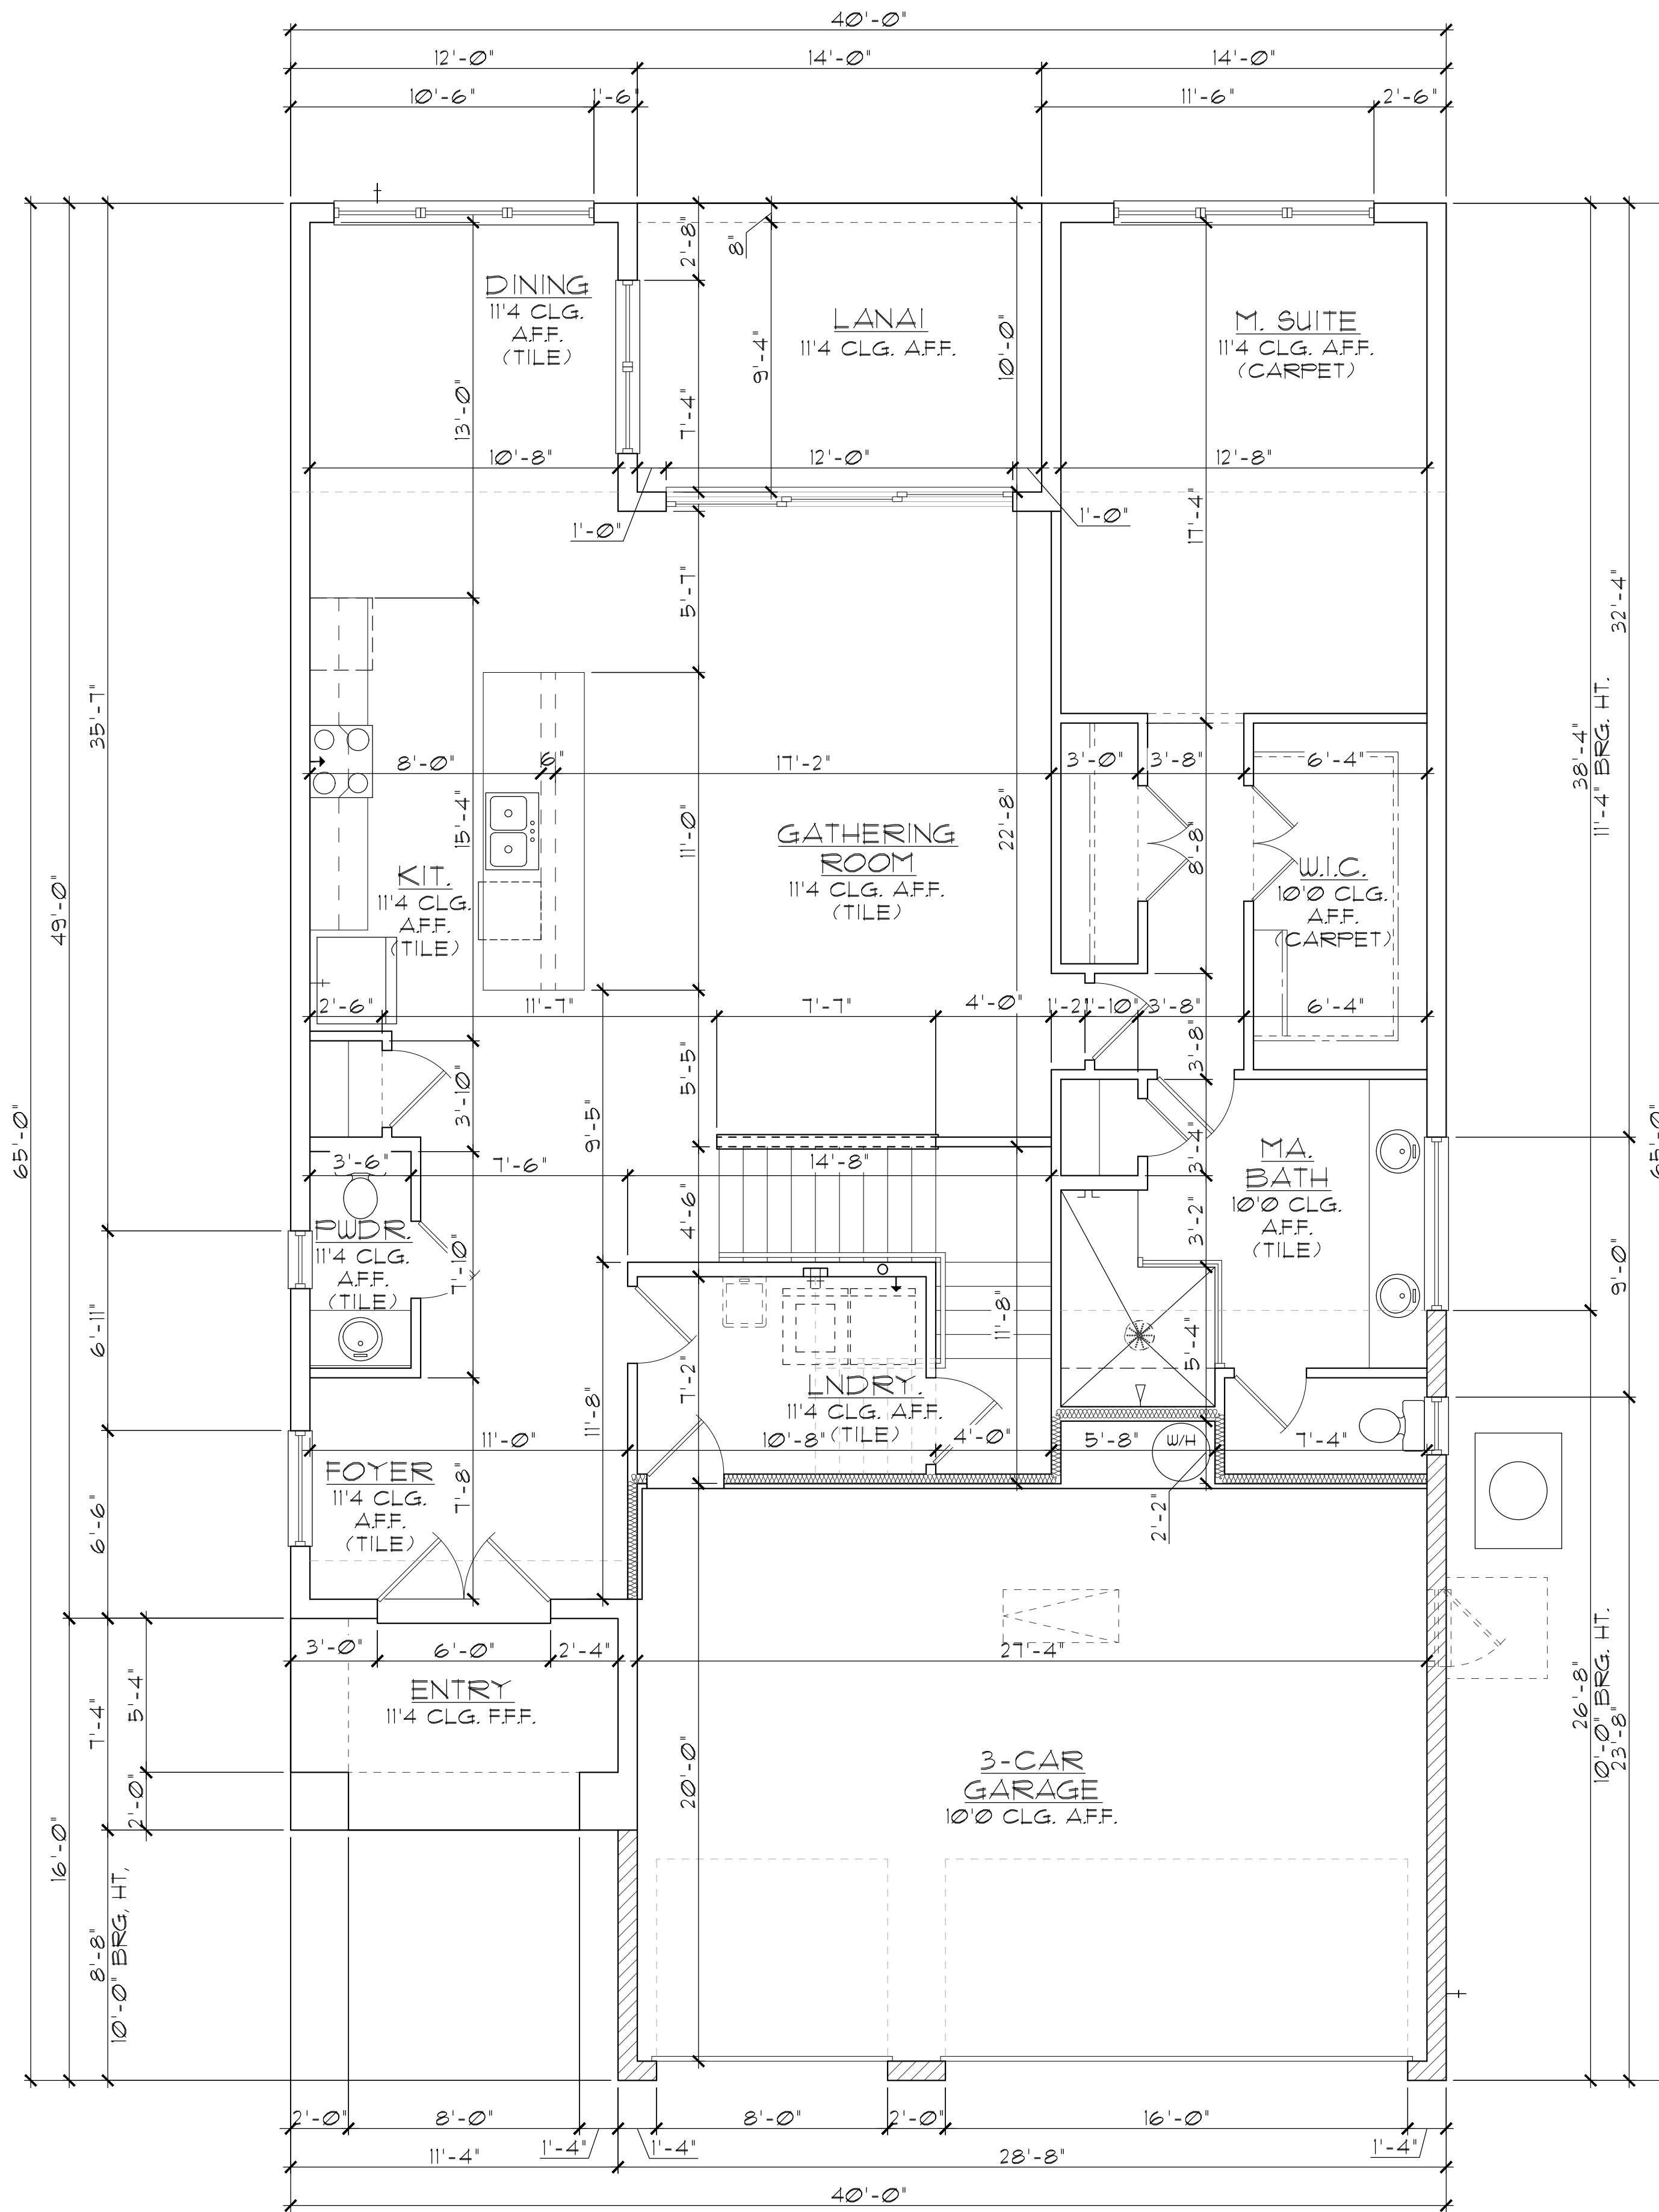 40'-0"
12'-0" 14'-0" 14'-0"
10'-6" 1'-6" 11'-6" 2'-6"
2'-8"
8"
DINING
11'4 CLG.
A.F.F.
(TILE)
LANAI
11'4 CLG. A.F.F.
M. SUITE
11'4 CLG. A.F.F.
(CARPET)
13'-0"
9'-4"
10'-0"
7'-4"
10'-8" 12'-0" 12'-8"
1'-0" 1'-0"
17'-4"
5'-7"
32'-4"
35'-7"
38'-4"
11'-4" BRG. HT.
8'-0" 6" 17'-2" 3'-0" 3'-8" 6'-4"
15'-4"
11'-0"
22'-8"
8'-8"
GATHERING
ROOM
11'4 CLG. A.F.F.
(TILE)
KIT.
11'4 CLG.
A.F.F.
(TILE)
W.I.C.
10'0 CLG.
A.F.F.
(CARPET)
49'-0"
2'-6" 11'-7" 7'-7" 4'-0" 1'-2" 1'-10" 3'-8" 6'-4"
3'-8"
5'-5"
3'-10"
9'-5"
65'-0"
65'-0"
3'-6" 7'-6" 14'-8"
3'-4"
MA.
BATH
10'0 CLG.
A.F.F.
(TILE)
4'-6"
3'-2"
PWDR.
11'4 CLG.
A.F.F.
(TILE)
7'-10"
9'-0"
6'-11"
11'-8"
5'-4"
7'-2"
11'-8"
LNDRY.
11'4 CLG. A.F.F.
(TILE)
11'-0" 10'-8" 4'-0" 5'-8" W/H 7'-4"
FOYER
11'4 CLG.
A.F.F.
(TILE)
7'-8"
2'-2"
6'-6"
3'-0" 6'-0" 2'-4" 27'-4"
ENTRY
11'4 CLG. F.F.F.
5'-4"
7'-4"
2'-0"
26'-8"
10'-0" BRG. HT.
23'-8"
20'-0"
3-CAR
GARAGE
10'0 CLG. A.F.F.
16'-0"
8'-8"
10'-0" BRG. HT.
2'-0" 8'-0" 8'-0" 2'-0" 16'-0"
1'-4" 1'-4" 1'-4"
11'-4" 28'-8"
40'-0"